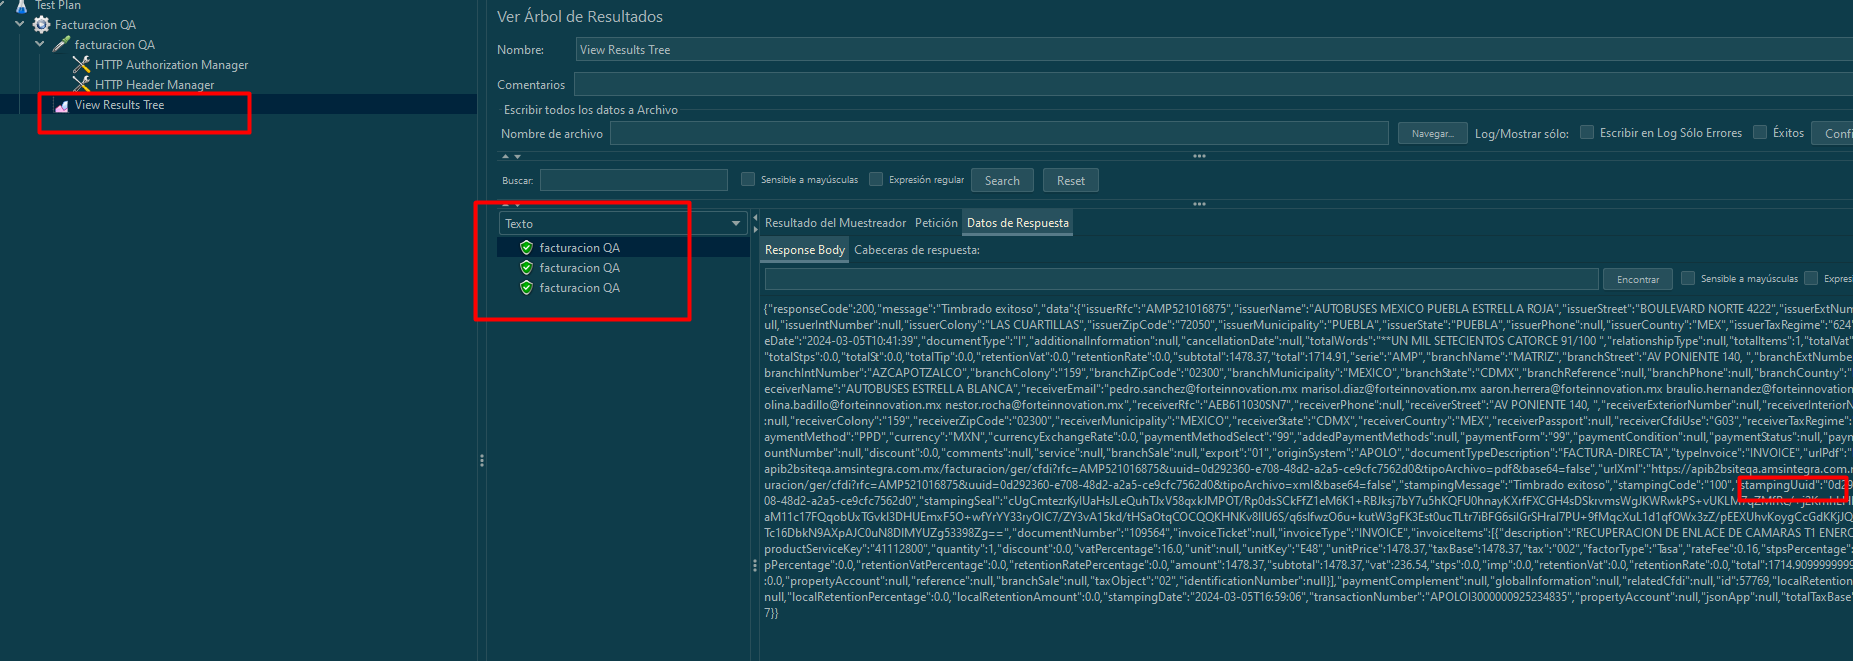 Test Plan
Facturacion QA
facturacion QA
HTTP Authorization Manager
HTTP Header Manager
View Results Tree
Ver Árbol de Resultados
Nombre:
View Results Tree
Comentarios
Escribir todos los datos a Archivo
Nombre de archivo
Navegar...
Log/Mostrar sólo:
Escribir en Log Sólo Errores
Éxitos
Confi
Buscar:
Sensible a mayúsculas
Expresión regular
Search
Reset
Texto
facturacion QA
facturacion QA
facturacion QA
Resultado del Muestreador
Petición
Datos de Respuesta
Response Body
Cabeceras de respuesta:
Encontrar
Sensible a mayúsculas
Expres
{"responseCode":200,"message":"Timbrado exitoso","data":{"issuerRfc":"AMP521016875","issuerName":"AUTOBUSES MEXICO PUEBLA ESTRELLA ROJA","issuerStreet":"BOULEVARD NORTE 4222","issuerExtNum
ull,"issuerIntNumber":null,"issuerColony":"LAS CUARTILLAS","issuerZipCode":"72050","issuerMunicipality":"PUEBLA","issuerState":"PUEBLA","issuerPhone":null,"issuerCountry":"MEX","issuerTaxRegime":"624"
eDate":"2024-03-05T10:41:39","documentType":"I","additionalInformation":null,"cancellationDate":null,"totalWords":"**UN MIL SETECIENTOS CATORCE 91/100 ","relationshipType":null,"totalItems":1,"totalVat"
"totalStps":0.0,"totalSt":0.0,"totalTip":0.0,"retentionVat":0.0,"retentionRate":0.0,"subtotal":1478.37,"total":1714.91,"serie":"AMP","branchName":"MATRIZ","branchStreet":"AV PONIENTE 140, ","branchExtNumbe
branchIntNumber":"AZCAPOTZALCO","branchColony":"159","branchZipCode":"02300","branchMunicipality":"MEXICO","branchState":"CDMX","branchReference":null,"branchPhone":null,"branchCountry":"
eceiverName":"AUTOBUSES ESTRELLA BLANCA","receiverEmail":"pedro.sanchez@forteinnovation.mx marisol.diaz@forteinnovation.mx aaron.herrera@forteinnovation.mx braulio.hernandez@forteinnovation
olina.badillo@forteinnovation.mx nestor.rocha@forteinnovation.mx","receiverRfc":"AEB611030SN7","receiverPhone":null,"receiverStreet":"AV PONIENTE 140, ","receiverExteriorNumber":null,"receiverInteriorN
:null,"receiverColony":"159","receiverZipCode":"02300","receiverMunicipality":"MEXICO","receiverState":"CDMX","receiverCountry":"MEX","receiverPassport":null,"receiverCfdiUse":"G03","receiverTaxRegime":"
aymentMethod":"PPD","currency":"MXN","currencyExchangeRate":0.0,"paymentMethodSelect":"99","addedPaymentMethods":null,"paymentForm":"99","paymentCondition":null,"paymentStatus":null,"payn
ountNumber":null,"discount":0.0,"comments":null,"service":null,"branchSale":null,"export":"01","originSystem":"APOLO","documentTypeDescription":"FACTURA-DIRECTA","typeInvoice":"INVOICE","urlPdf":"
apib2bsiteqa.amsintegra.com.mx/facturacion/ger/cfdi?rfc=AMP521016875&uuid=0d292360-e708-48d2-a2a5-ce9cfc7562d0&tipoArchivo=pdf&base64=false","urlXml":"https://apib2bsiteqa.amsintegra.com.
uracion/ger/cfdi?rfc=AMP521016875&uuid=0d292360-e708-48d2-a2a5-ce9cfc7562d0&tipoArchivo=xml&base64=false","stampingMessage":"Timbrado exitoso","stampingCode":"100","stampingUuid":"0d29
08-48d2-a2a5-ce9cfc7562d0","stampingSeal":
Tc16DbkN9AXpAJC0uN8DIMYUZg53398Zg==","documentNumber":"109564","invoiceTicket":null,"invoiceType":"INVOICE","invoiceItems":[{"description":"RECUPERACION DE ENLACE DE CAMARAS T1 ENERC
productServiceKey":"41112800","quantity":1,"discount":0.0,"vatPercentage":16.0,"unit":null,"unitKey":"E48","unitPrice":1478.37,"taxBase":1478.37,"tax":"002","factorType":"Tasa","rateFee":0.16,"stpsPercent
pPercentage":0.0,"retentionVatPercentage":0.0,"retentionRatePercentage":0.0,"amount":1478.37,"subtotal":1478.37,"vat":236.54,"stps":0.0,"imp":0.0,"retentionVat":0.0,"retentionRate":0.0,"total":1714.9099999999
:0.0,"propertyAccount":null,"reference":null,"branchSale":null,"taxObject":"02","identificationNumber":null}],"paymentComplement":null,"globalInformation":null,"relatedCfdi":null,"id":57769,"localRetention
null,"localRetentionPercentage":0.0,"localRetentionAmount":0.0,"stampingDate":"2024-03-05T16:59:06","transactionNumber":"APOLOI3000000925234835","propertyAccount":null,"jsonApp":null,"totalTaxBase"
7}}